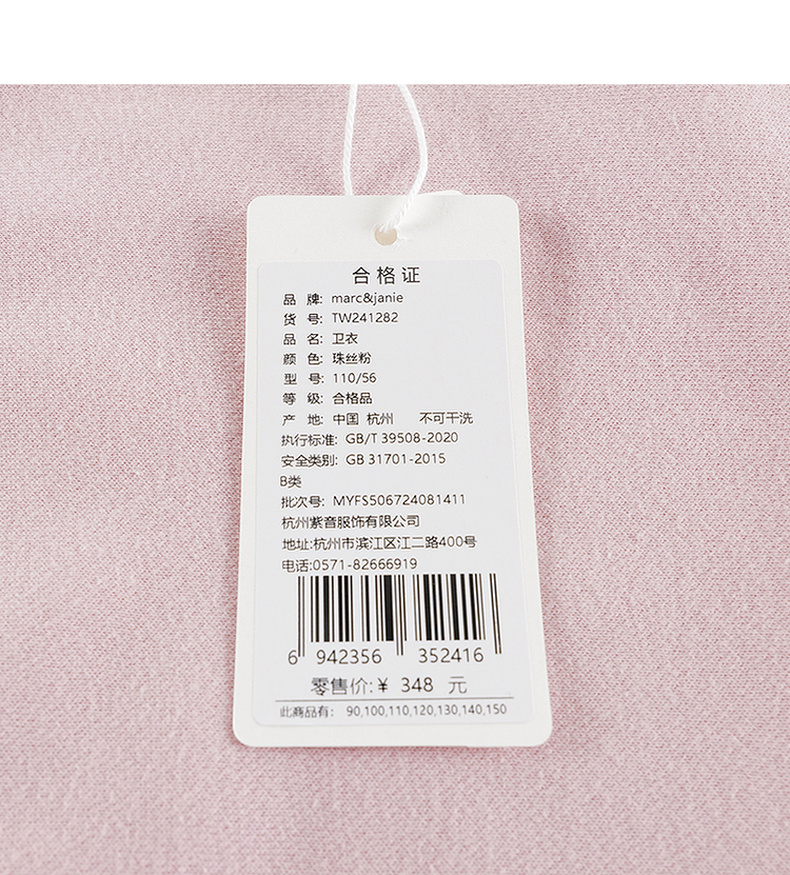 合格证
品 牌: marc&janie
货 号: TW241282
品 名: 卫衣
颜 色: 珠丝粉
型 号: 110/56
等 级: 合格品
产 地: 中国 杭州 不可干洗
执行标准: GB/T 39508-2020
安全类别: GB 31701-2015
B类
批次号: MYFS506724081411
杭州紫音服饰有限公司
地址:杭州市滨江区江二路400号
电话:0571-82666919
6 942356 352416
零售价:¥ 348 元
此商品有: 90,100,110,120,130,140,150